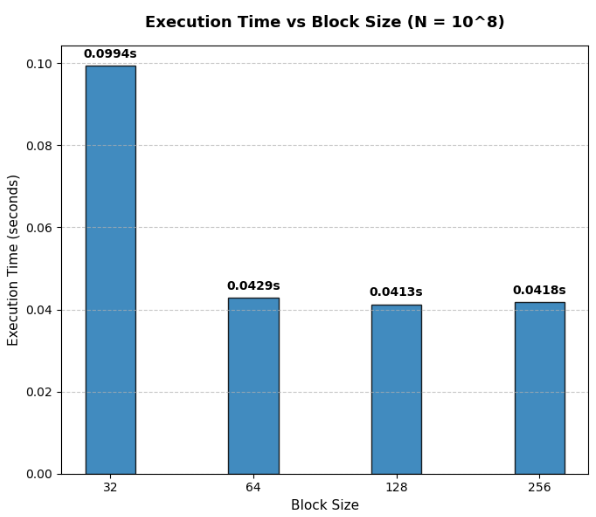 Execution Time vs Block Size (N = 10^8)
0.0994s
0.0429s
0.0413s
0.0418s
Execution Time (seconds)
0.10
0.08
0.06
0.04
0.02
0.00
32 64 128 256
Block Size